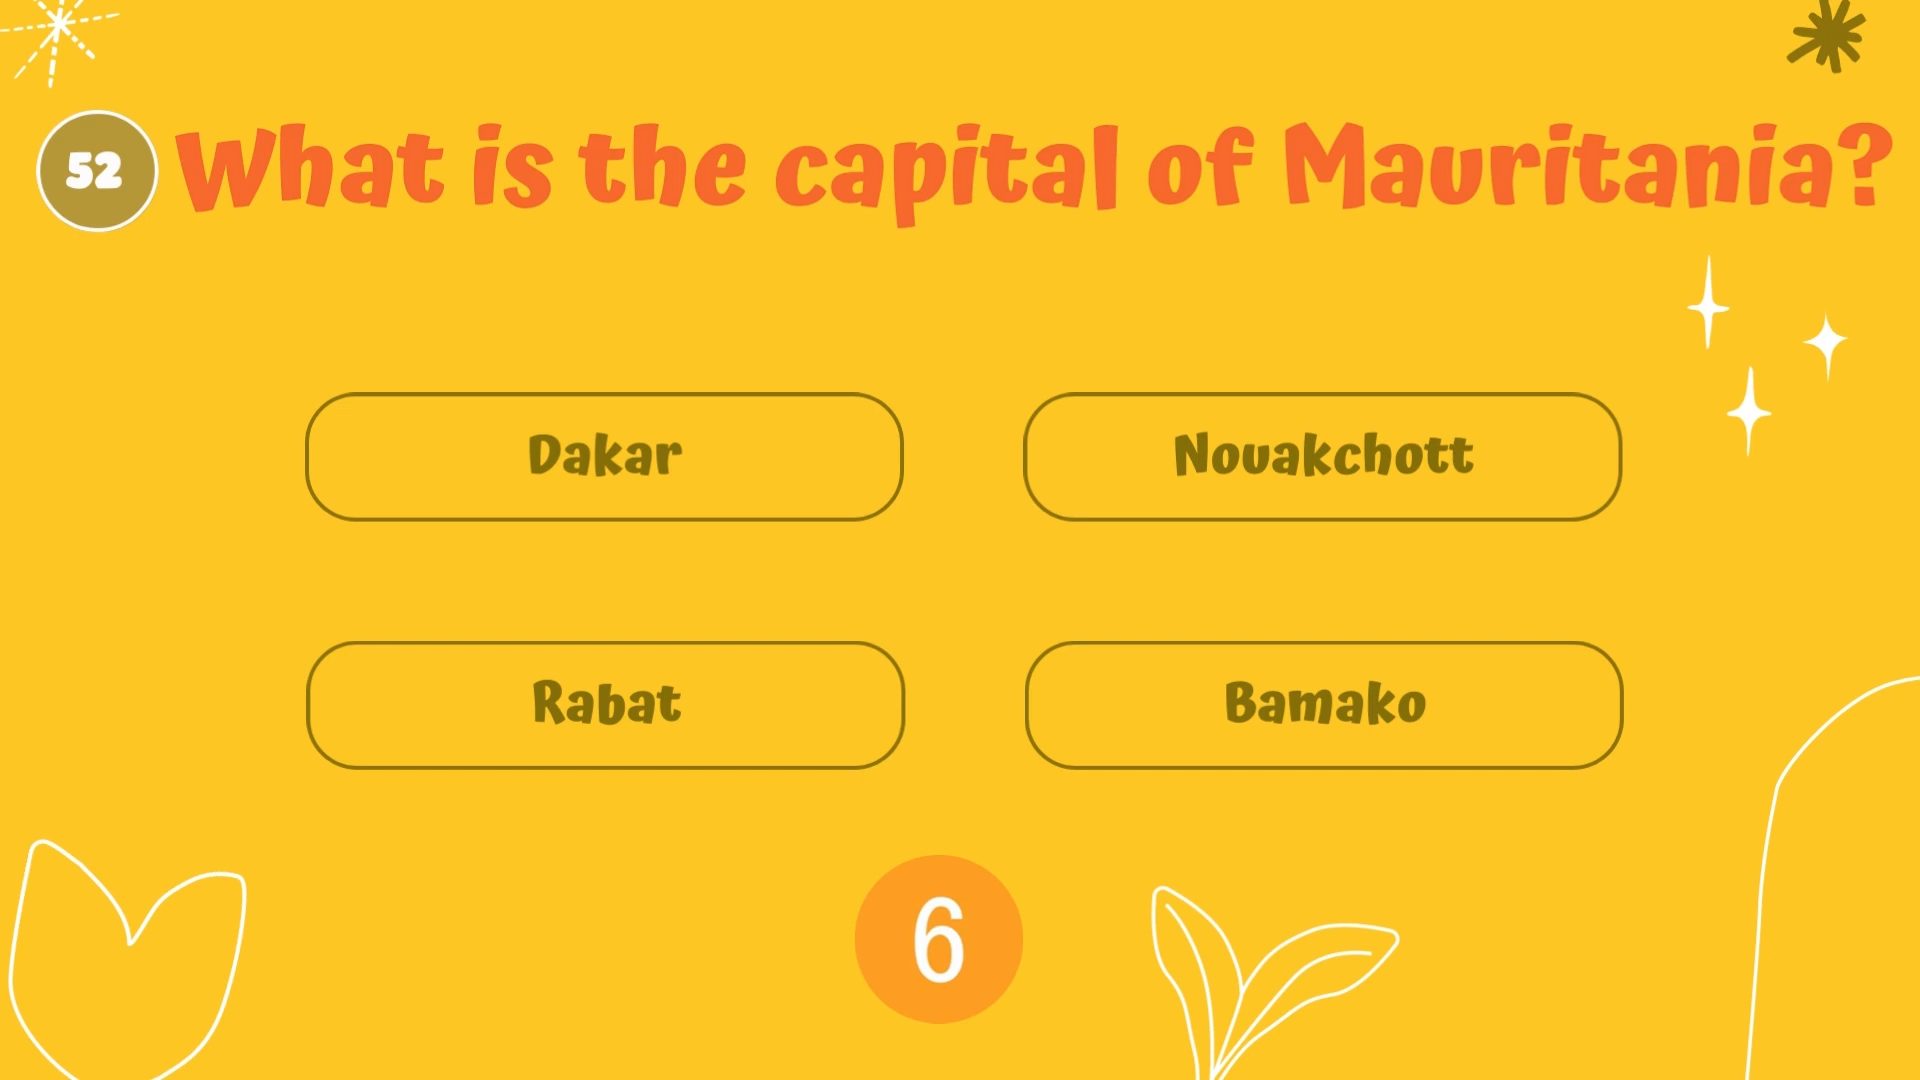 52 What is the capital of Mauritania?
Dakar
Nouakchott
Rabat
Bamako
6